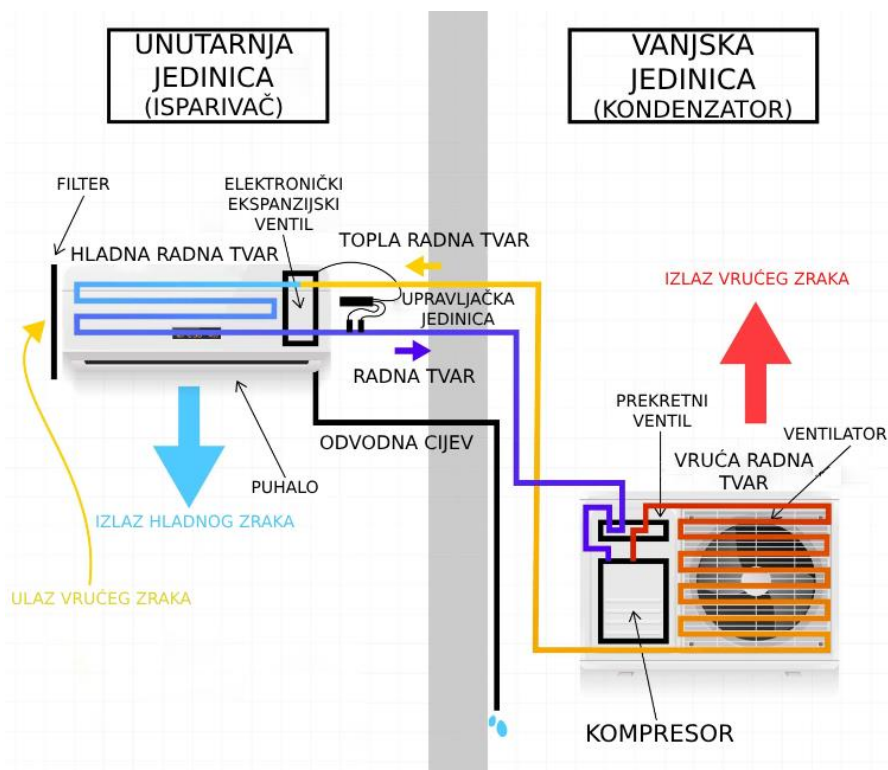 UNUTARNJA
JEDINICA
(ISPARIVAČ)
VANJSKA
JEDINICA
(KONDENZATOR)
FILTER
ELEKTRONIČKI
EKSPANZIJSKI
VENTIL
HLADNA RADNA TVAR
TOPLA RADNA TVAR
UPRAVLJAČKA
JEDINICA
RADNA TVAR
ODVODNA CIJEV
PUHALO
IZLAZ HLADNOG ZRAKA
ULAZ VRUĆEG ZRAKA
IZLAZ VRUĆEG ZRAKA
PREKRETNI
VENTIL
VENTILATOR
VRUĆA RADNA
TVAR
KOMPRESOR